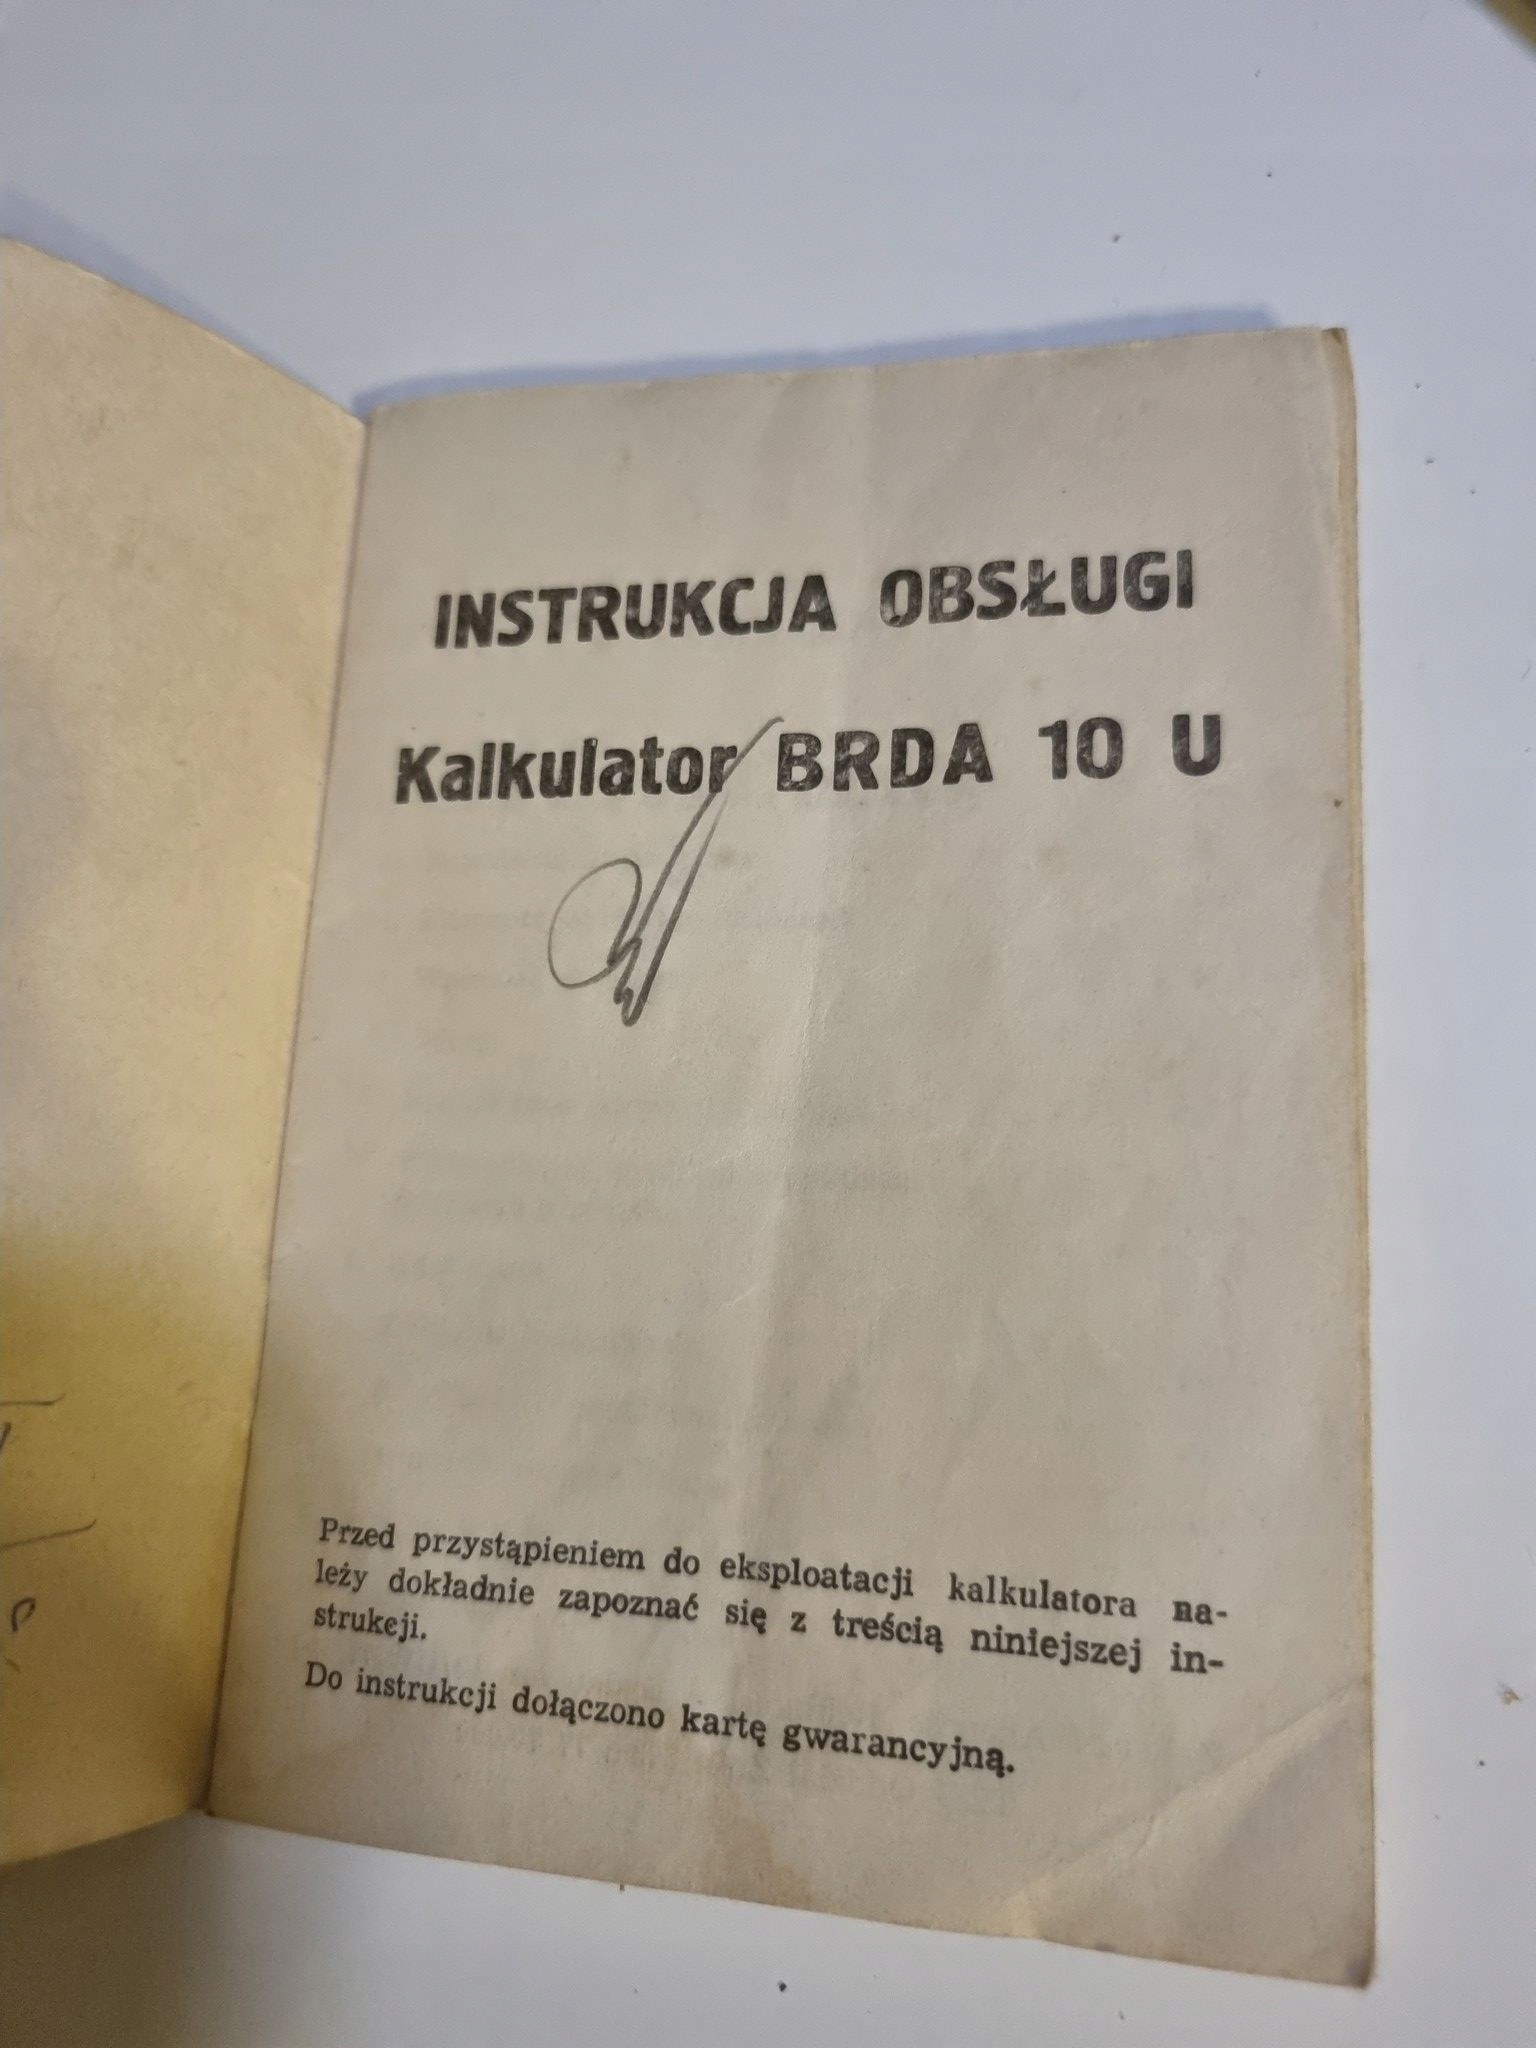 INSTRUKCJA OBSŁUGI
Kalkulator BRDA 10 U
Przed przystąpieniem do eksploatacji kalkulatora na-
leży dokładnie zapoznać się z treścią niniejszej in-
strukcji.
Do instrukcji dołączono kartę gwarancyjną.